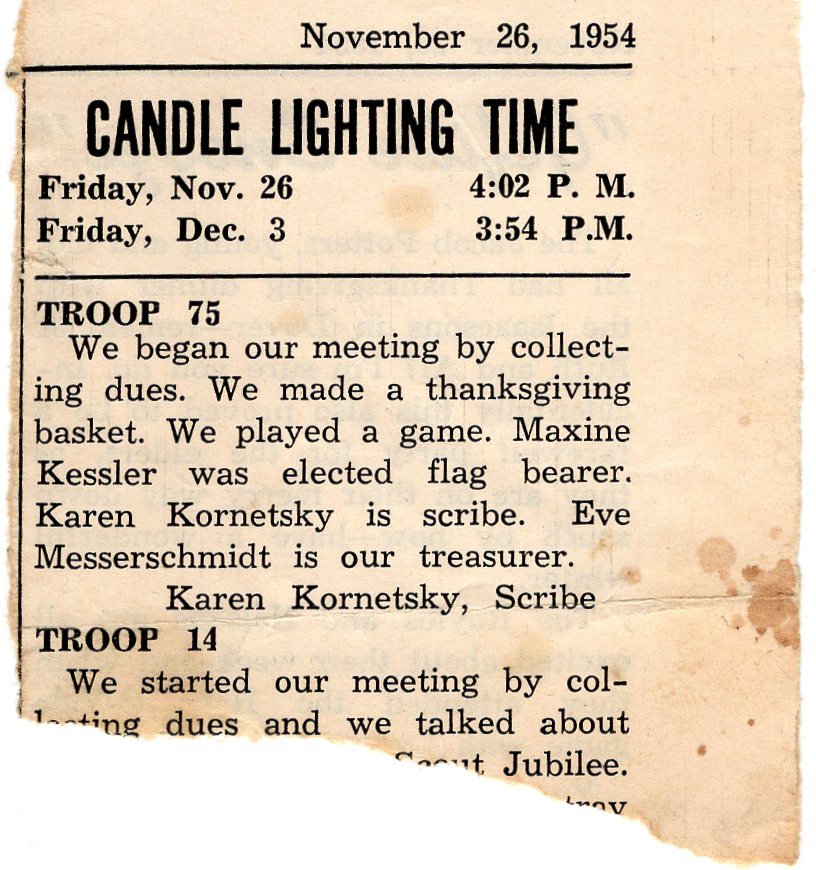 November 26, 1954
CANDLE LIGHTING TIME
Friday, Nov. 26 4:02 P. M.
Friday, Dec. 3 3:54 P.M.
TROOP 75
We began our meeting by collect-
ing dues. We made a thanksgiving
basket. We played a game. Maxine
Kessler was elected flag bearer.
Karen Kornetsky is scribe. Eve
Messerschmidt is our treasurer.
Karen Kornetsky, Scribe
TROOP 14
We started our meeting by col-
lecting dues and we talked about
Scout Jubilee.